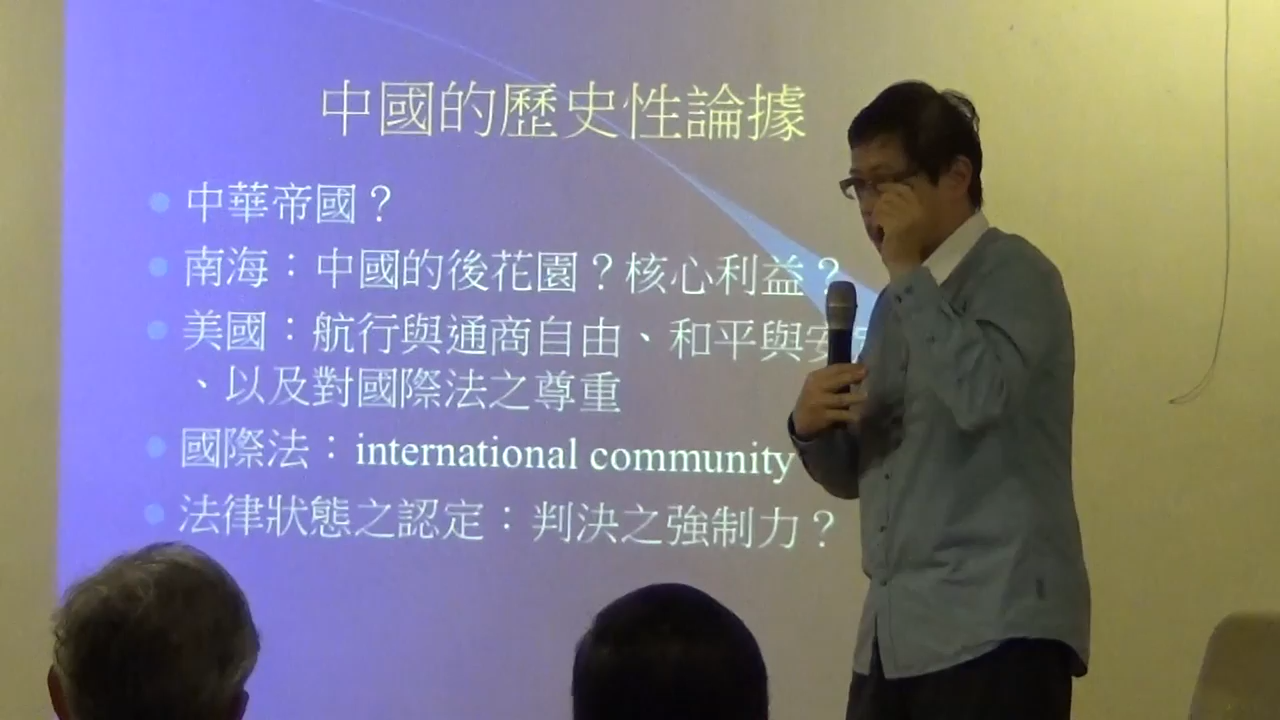 中國的歷史性論據
中華帝國？
南海：中國的後花園？核心利益？
美國：航行與通商自由、和平與安定
、以及對國際法之尊重
國際法：international community
法律狀態之認定：判決之強制力？